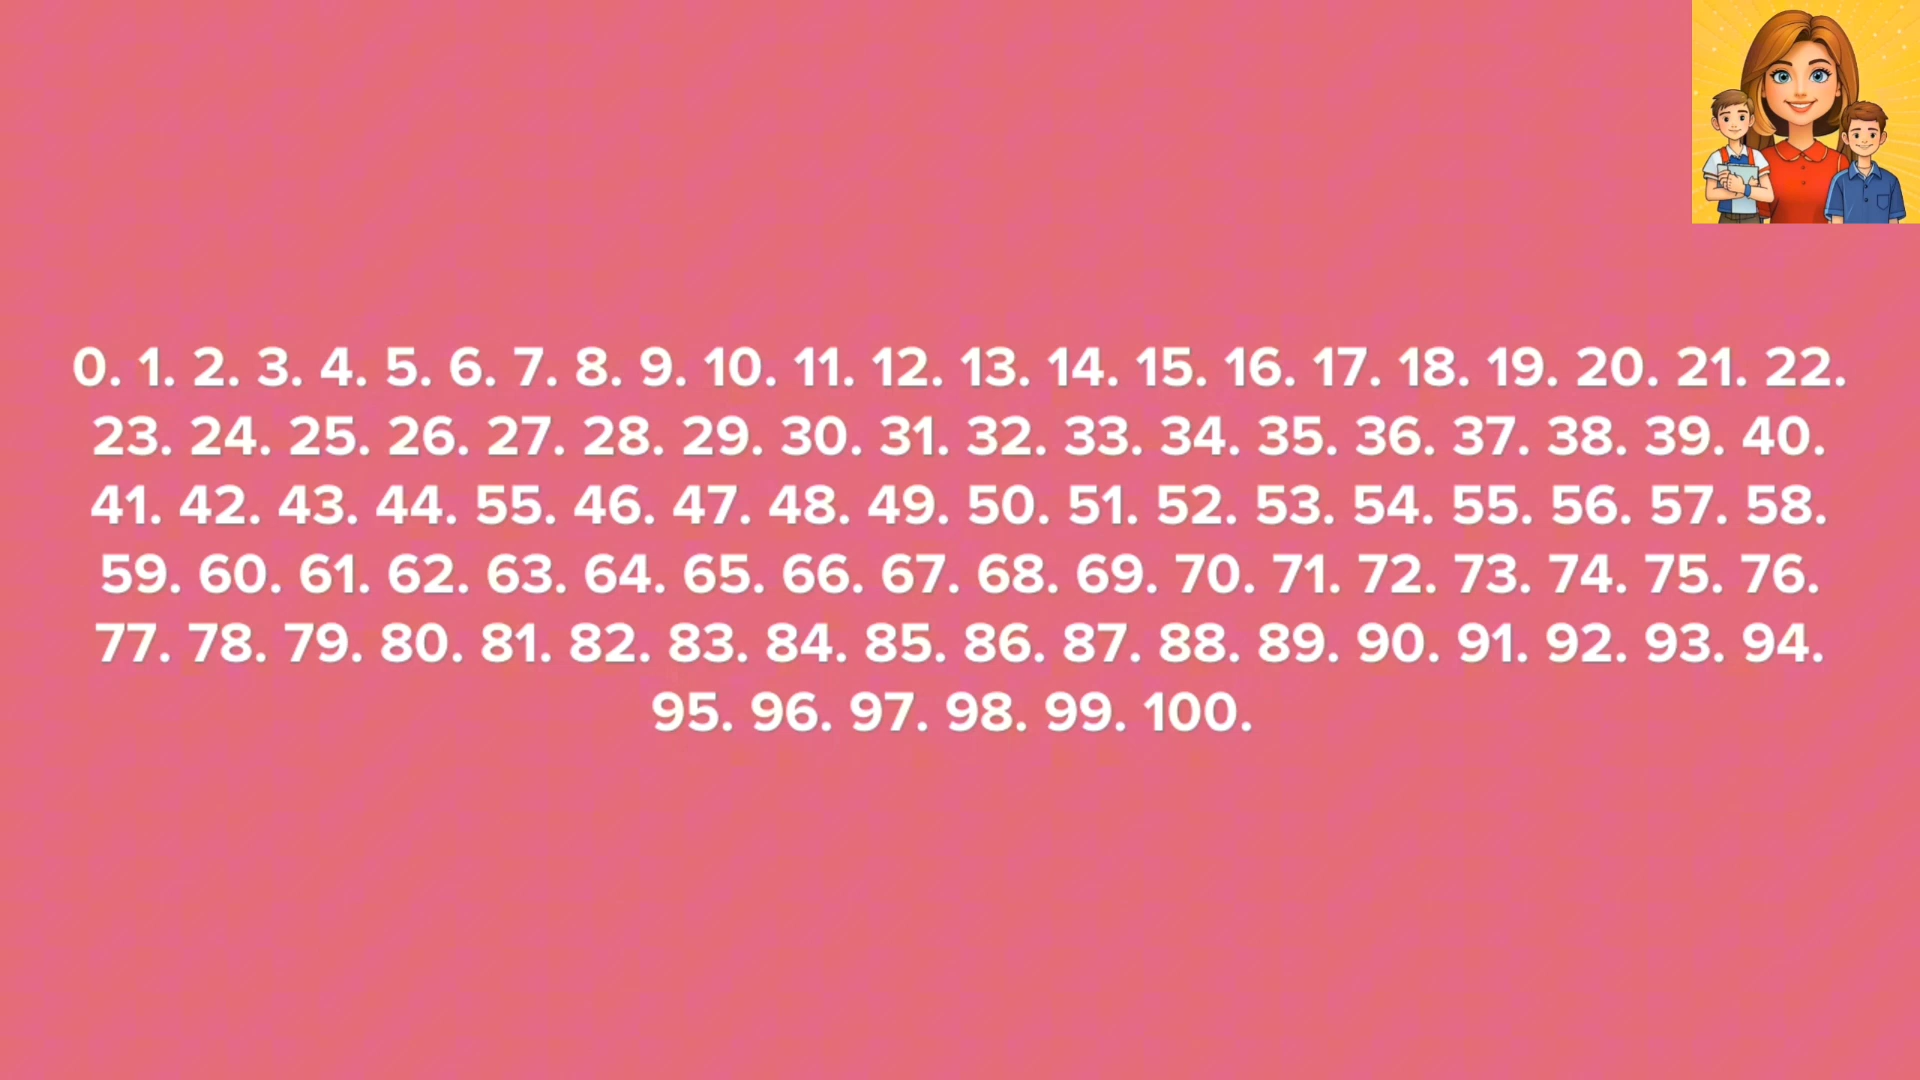 0. 1. 2. 3. 4. 5. 6. 7. 8. 9. 10. 11. 12. 13. 14. 15. 16. 17. 18. 19. 20. 21. 22.
23. 24. 25. 26. 27. 28. 29. 30. 31. 32. 33. 34. 35. 36. 37. 38. 39. 40.
41. 42. 43. 44. 55. 46. 47. 48. 49. 50. 51. 52. 53. 54. 55. 56. 57. 58.
59. 60. 61. 62. 63. 64. 65. 66. 67. 68. 69. 70. 71. 72. 73. 74. 75. 76.
77. 78. 79. 80. 81. 82. 83. 84. 85. 86. 87. 88. 89. 90. 91. 92. 93. 94.
95. 96. 97. 98. 99. 100.